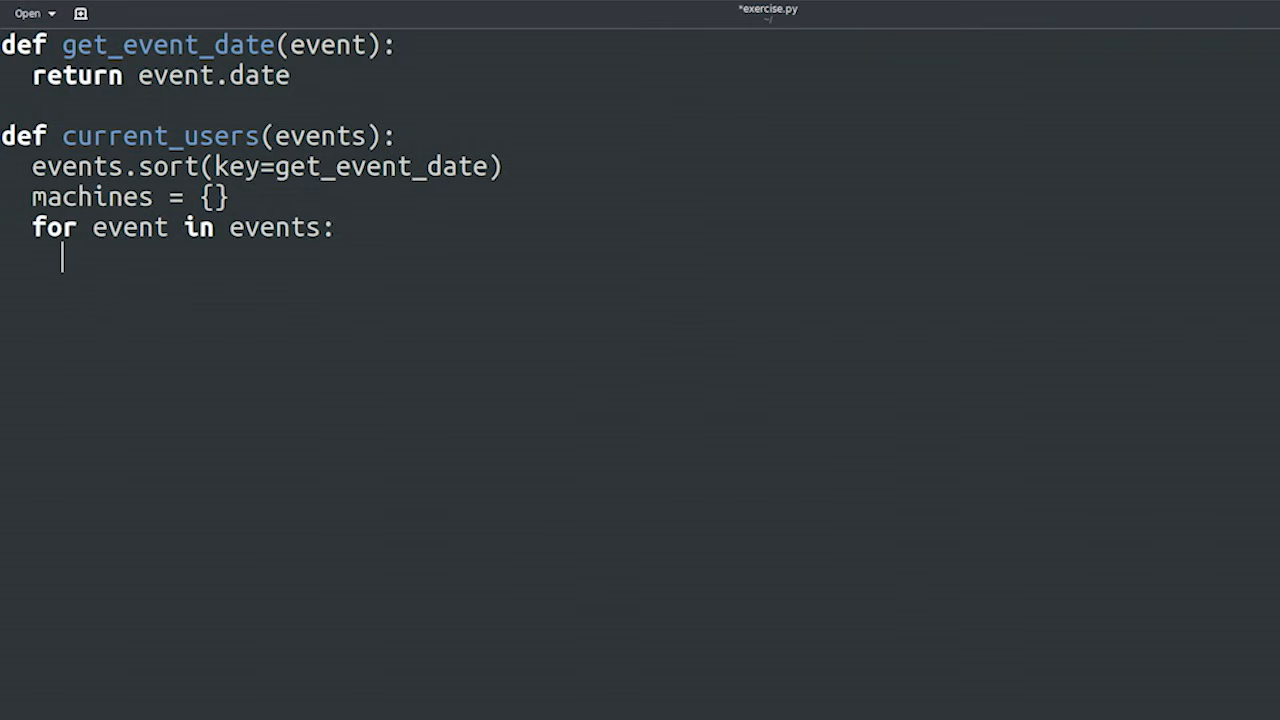 Open
*exercise.py
~/
def get_event_date(event):
  return event.date

def current_users(events):
  events.sort(key=get_event_date)
  machines = {}
  for event in events: